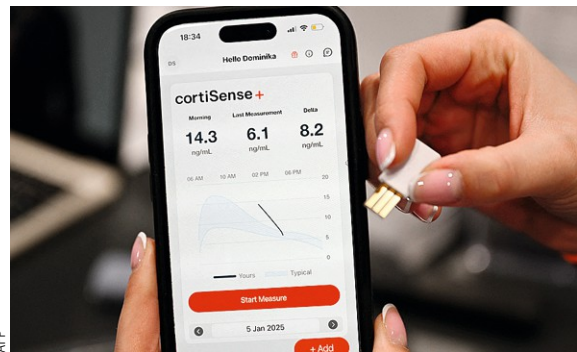 18:34
D6 Hello Dominika
cortiSense+
Morning Last Measurement Delta
14.3 6.1 8.2
ng/mL ng/mL ng/mL
06 AM 10 AM 02 PM 06 PM 20
15
10
5
0
Yours Typical
Start Measure
5 Jan 2025
+ Add
AFP